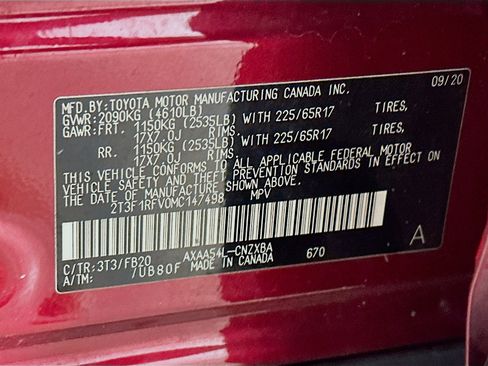 MFD.BY:TOYOTA MOTOR MANUFACTURING CANADA INC. 09/20
GVWR:2090KG (4610LB)
GAWR:FRT. 1150KG (2535LB) WITH 225/65R17 TIRES,
17X7.0J RIMS.
RR. 1150KG (2535LB) WITH 225/65R17 TIRES,
17X7.0J RIMS.
THIS VEHICLE CONFORMS TO ALL APPLICABLE FEDERAL MOTOR
VEHICLE SAFETY AND THEFT PREVENTION STANDARDS IN EFFECT ON
THE DATE OF MANUFACTURE SHOWN ABOVE.
2T3F1RFV0MC147498 MPV
C/TR:3T3/FB20 AXAA54L-CNZXBA 670 A
A/TM: /UB80F MADE IN CANADA